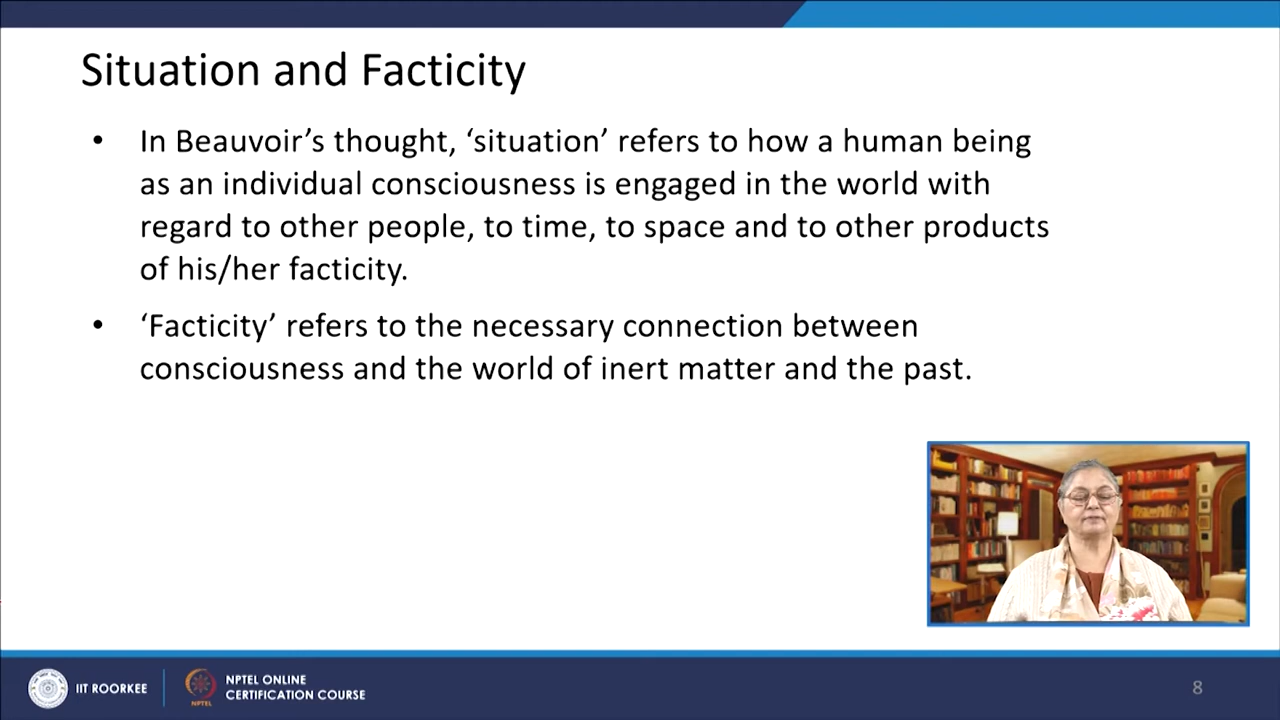 Situation and Facticity
• In Beauvoir’s thought, ‘situation’ refers to how a human being
as an individual consciousness is engaged in the world with
regard to other people, to time, to space and to other products
of his/her facticity.
• ‘Facticity’ refers to the necessary connection between
consciousness and the world of inert matter and the past.
IIT ROORKEE
NPTEL
NPTEL ONLINE
CERTIFICATION COURSE
8